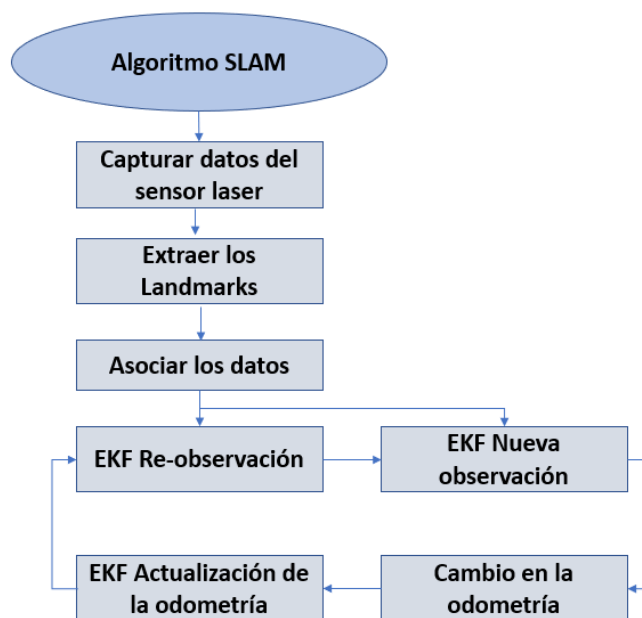 Algoritmo SLAM
Capturar datos del
sensor laser
Extraer los
Landmarks
Asociar los datos
EKF Re-observación
EKF Nueva
observación
EKF Actualización de
la odometría
Cambio en la
odometría